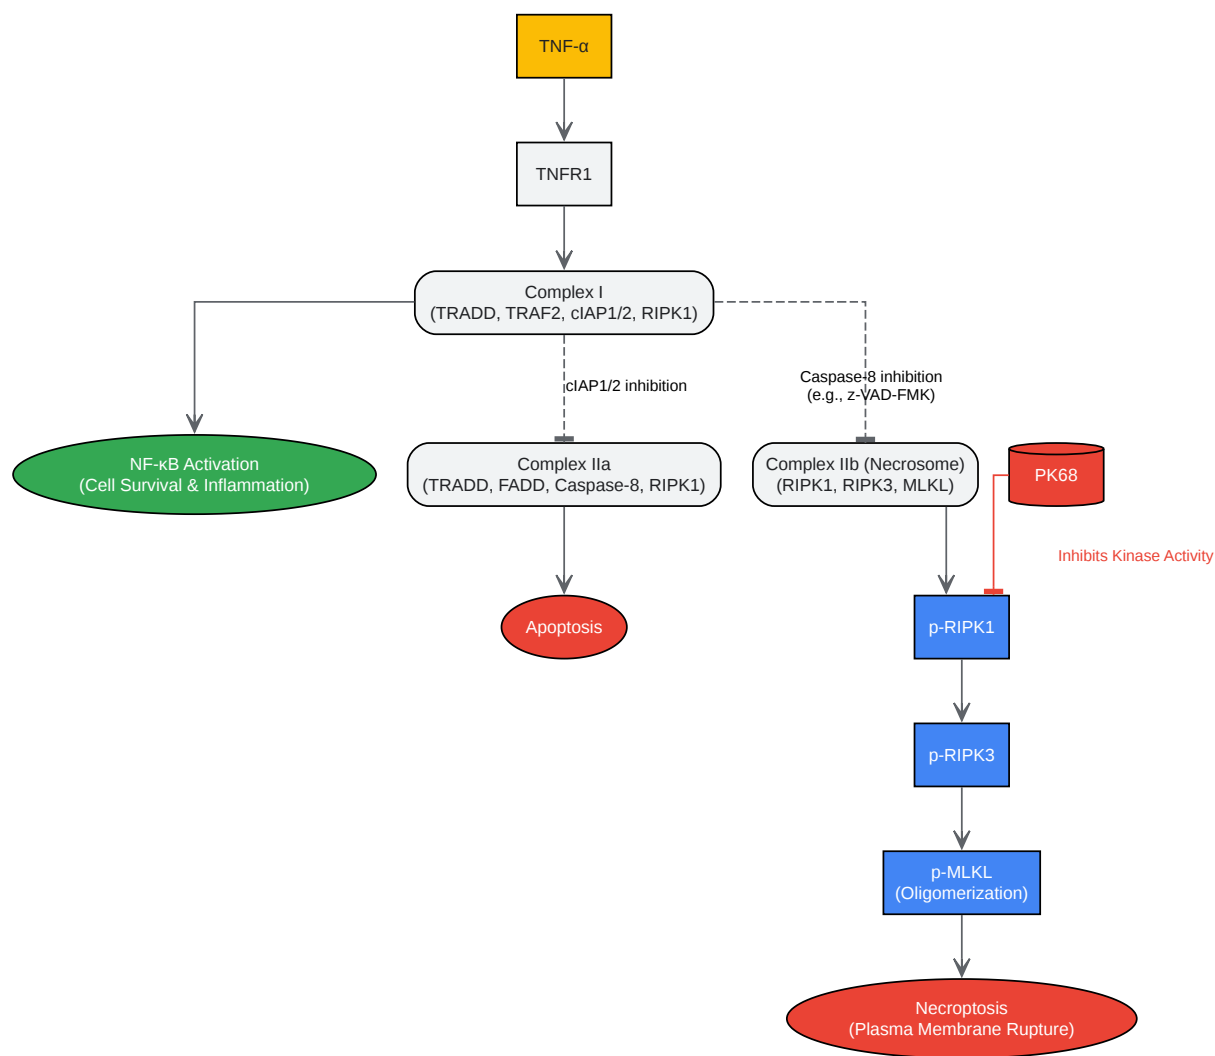 TNF-α
TNFR1
Complex I
(TRADD, TRAF2, cIAP1/2, RIPK1)
cIAP1/2 inhibition
Caspase-8 inhibition
(e.g., z-VAD-FMK)
NF-κB Activation
(Cell Survival & Inflammation)
Complex IIa
(TRADD, FADD, Caspase-8, RIPK1)
Complex IIb (Necrosome)
(RIPK1, RIPK3, MLKL)
PK68
Inhibits Kinase Activity
Apoptosis
p-RIPK1
p-RIPK3
p-MLKL
(Oligomerization)
Necroptosis
(Plasma Membrane Rupture)